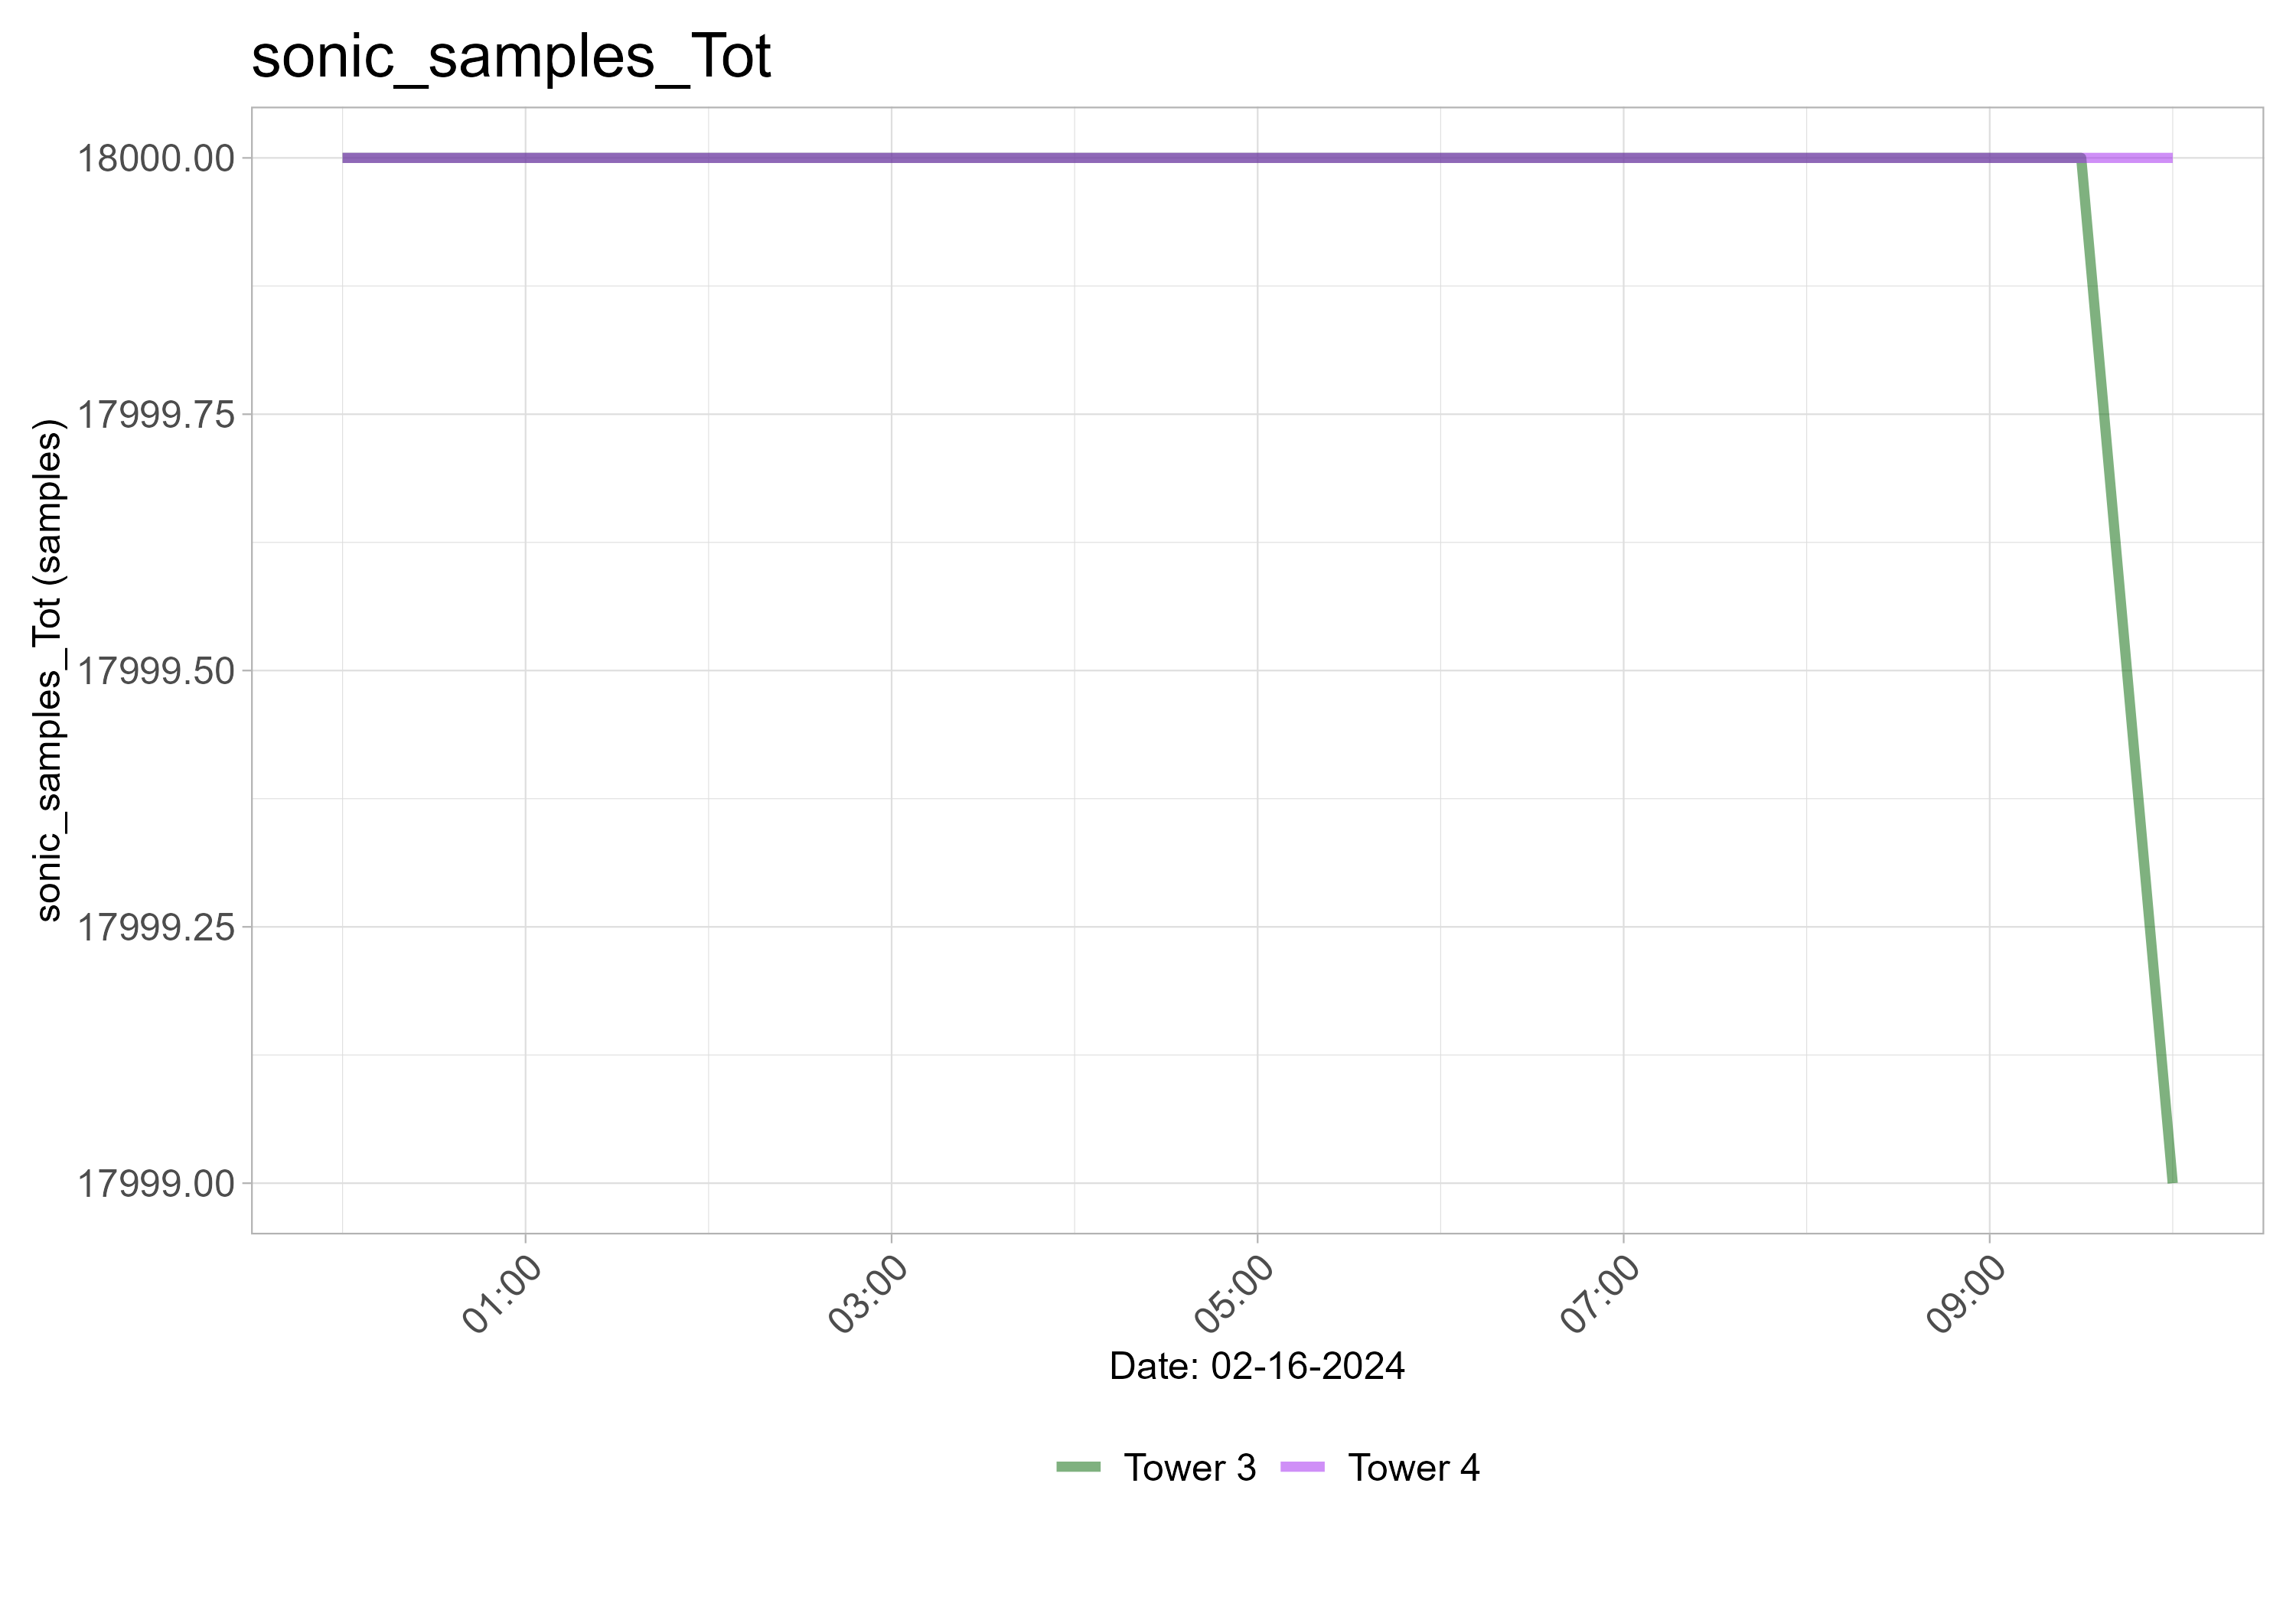 sonic_samples_Tot
sonic_samples_Tot (samples)
18000.00
17999.75
17999.50
17999.25
17999.00
01:00
03:00
05:00
07:00
09:00
Date: 02-16-2024
Tower 3
Tower 4